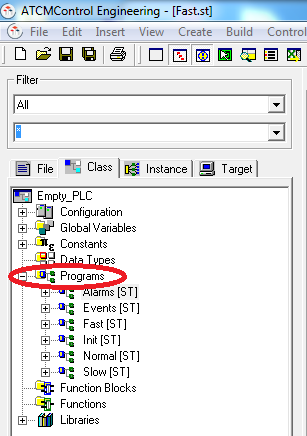 ATCMControl Engineering - [Fast.st]
File Edit Insert View Create Build Control
Filter
All
*
File Class Instance Target
Empty_PLC
Configuration
Global Variables
Constants
Data Types
Programs
Alarms [ST]
Events [ST]
Fast [ST]
Init [ST]
Normal [ST]
Slow [ST]
Function Blocks
Functions
Libraries